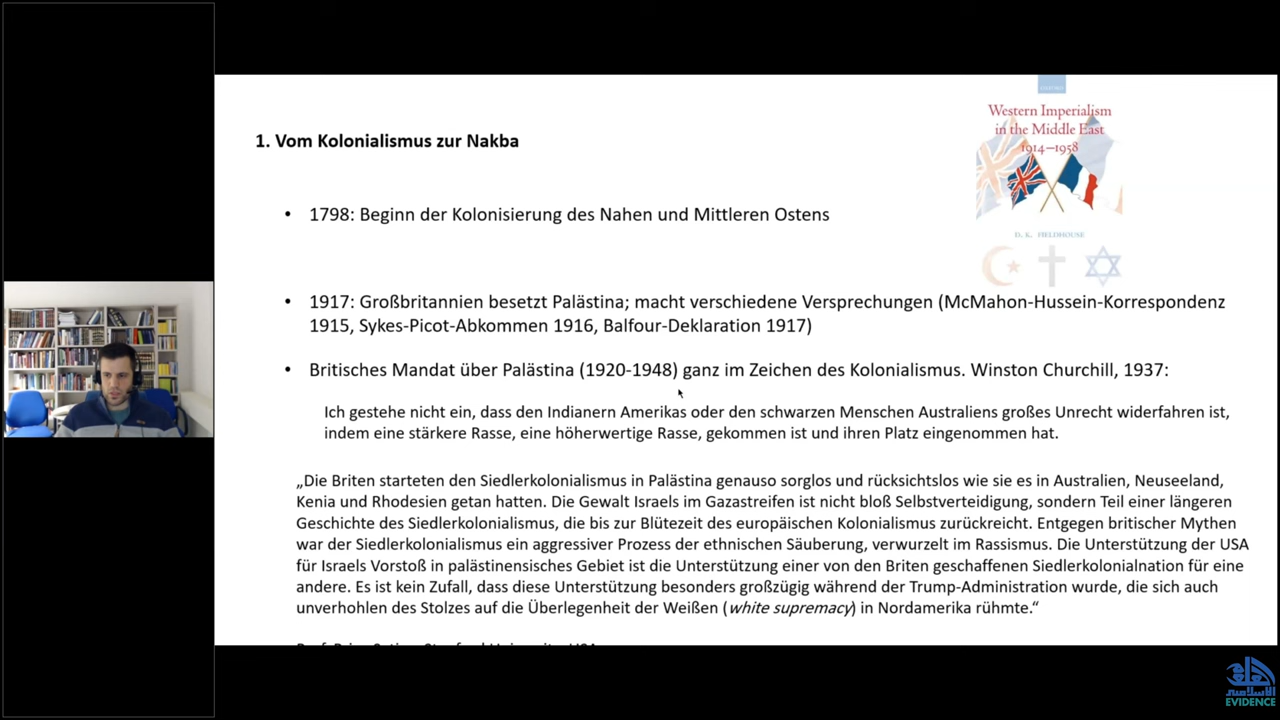 Western Imperialism
in the Middle East
1914–1958
D. K. FIELDHOUSE
1. Vom Kolonialismus zur Nakba
• 1798: Beginn der Kolonisierung des Nahen und Mittleren Ostens
• 1917: Großbritannien besetzt Palästina; macht verschiedene Versprechungen (McMahon-Hussein-Korrespondenz
1915, Sykes-Picot-Abkommen 1916, Balfour-Deklaration 1917)
• Britisches Mandat über Palästina (1920-1948) ganz im Zeichen des Kolonialismus. Winston Churchill, 1937:
Ich gestehe nicht ein, dass den Indianern Amerikas oder den schwarzen Menschen Australiens großes Unrecht widerfahren ist,
indem eine stärkere Rasse, eine höherwertige Rasse, gekommen ist und ihren Platz eingenommen hat.
„Die Briten starteten den Siedlerkolonialismus in Palästina genauso sorglos und rücksichtslos wie sie es in Australien, Neuseeland,
Kenia und Rhodesien getan hatten. Die Gewalt Israels im Gazastreifen ist nicht bloß Selbstverteidigung, sondern Teil einer längeren
Geschichte des Siedlerkolonialismus, die bis zur Blütezeit des europäischen Kolonialismus zurückreicht. Entgegen britischer Mythen
war der Siedlerkolonialismus ein aggressiver Prozess der ethnischen Säuberung, verwurzelt im Rassismus. Die Unterstützung der USA
für Israels Vorstoß in palästinensisches Gebiet ist die Unterstützung einer von den Briten geschaffenen Siedlerkolonialnation für eine
andere. Es ist kein Zufall, dass diese Unterstützung besonders großzügig während der Trump-Administration wurde, die sich auch
unverhohlen des Stolzes auf die Überlegenheit der Weißen (white supremacy) in Nordamerika rühmte.“
EVIDENCE